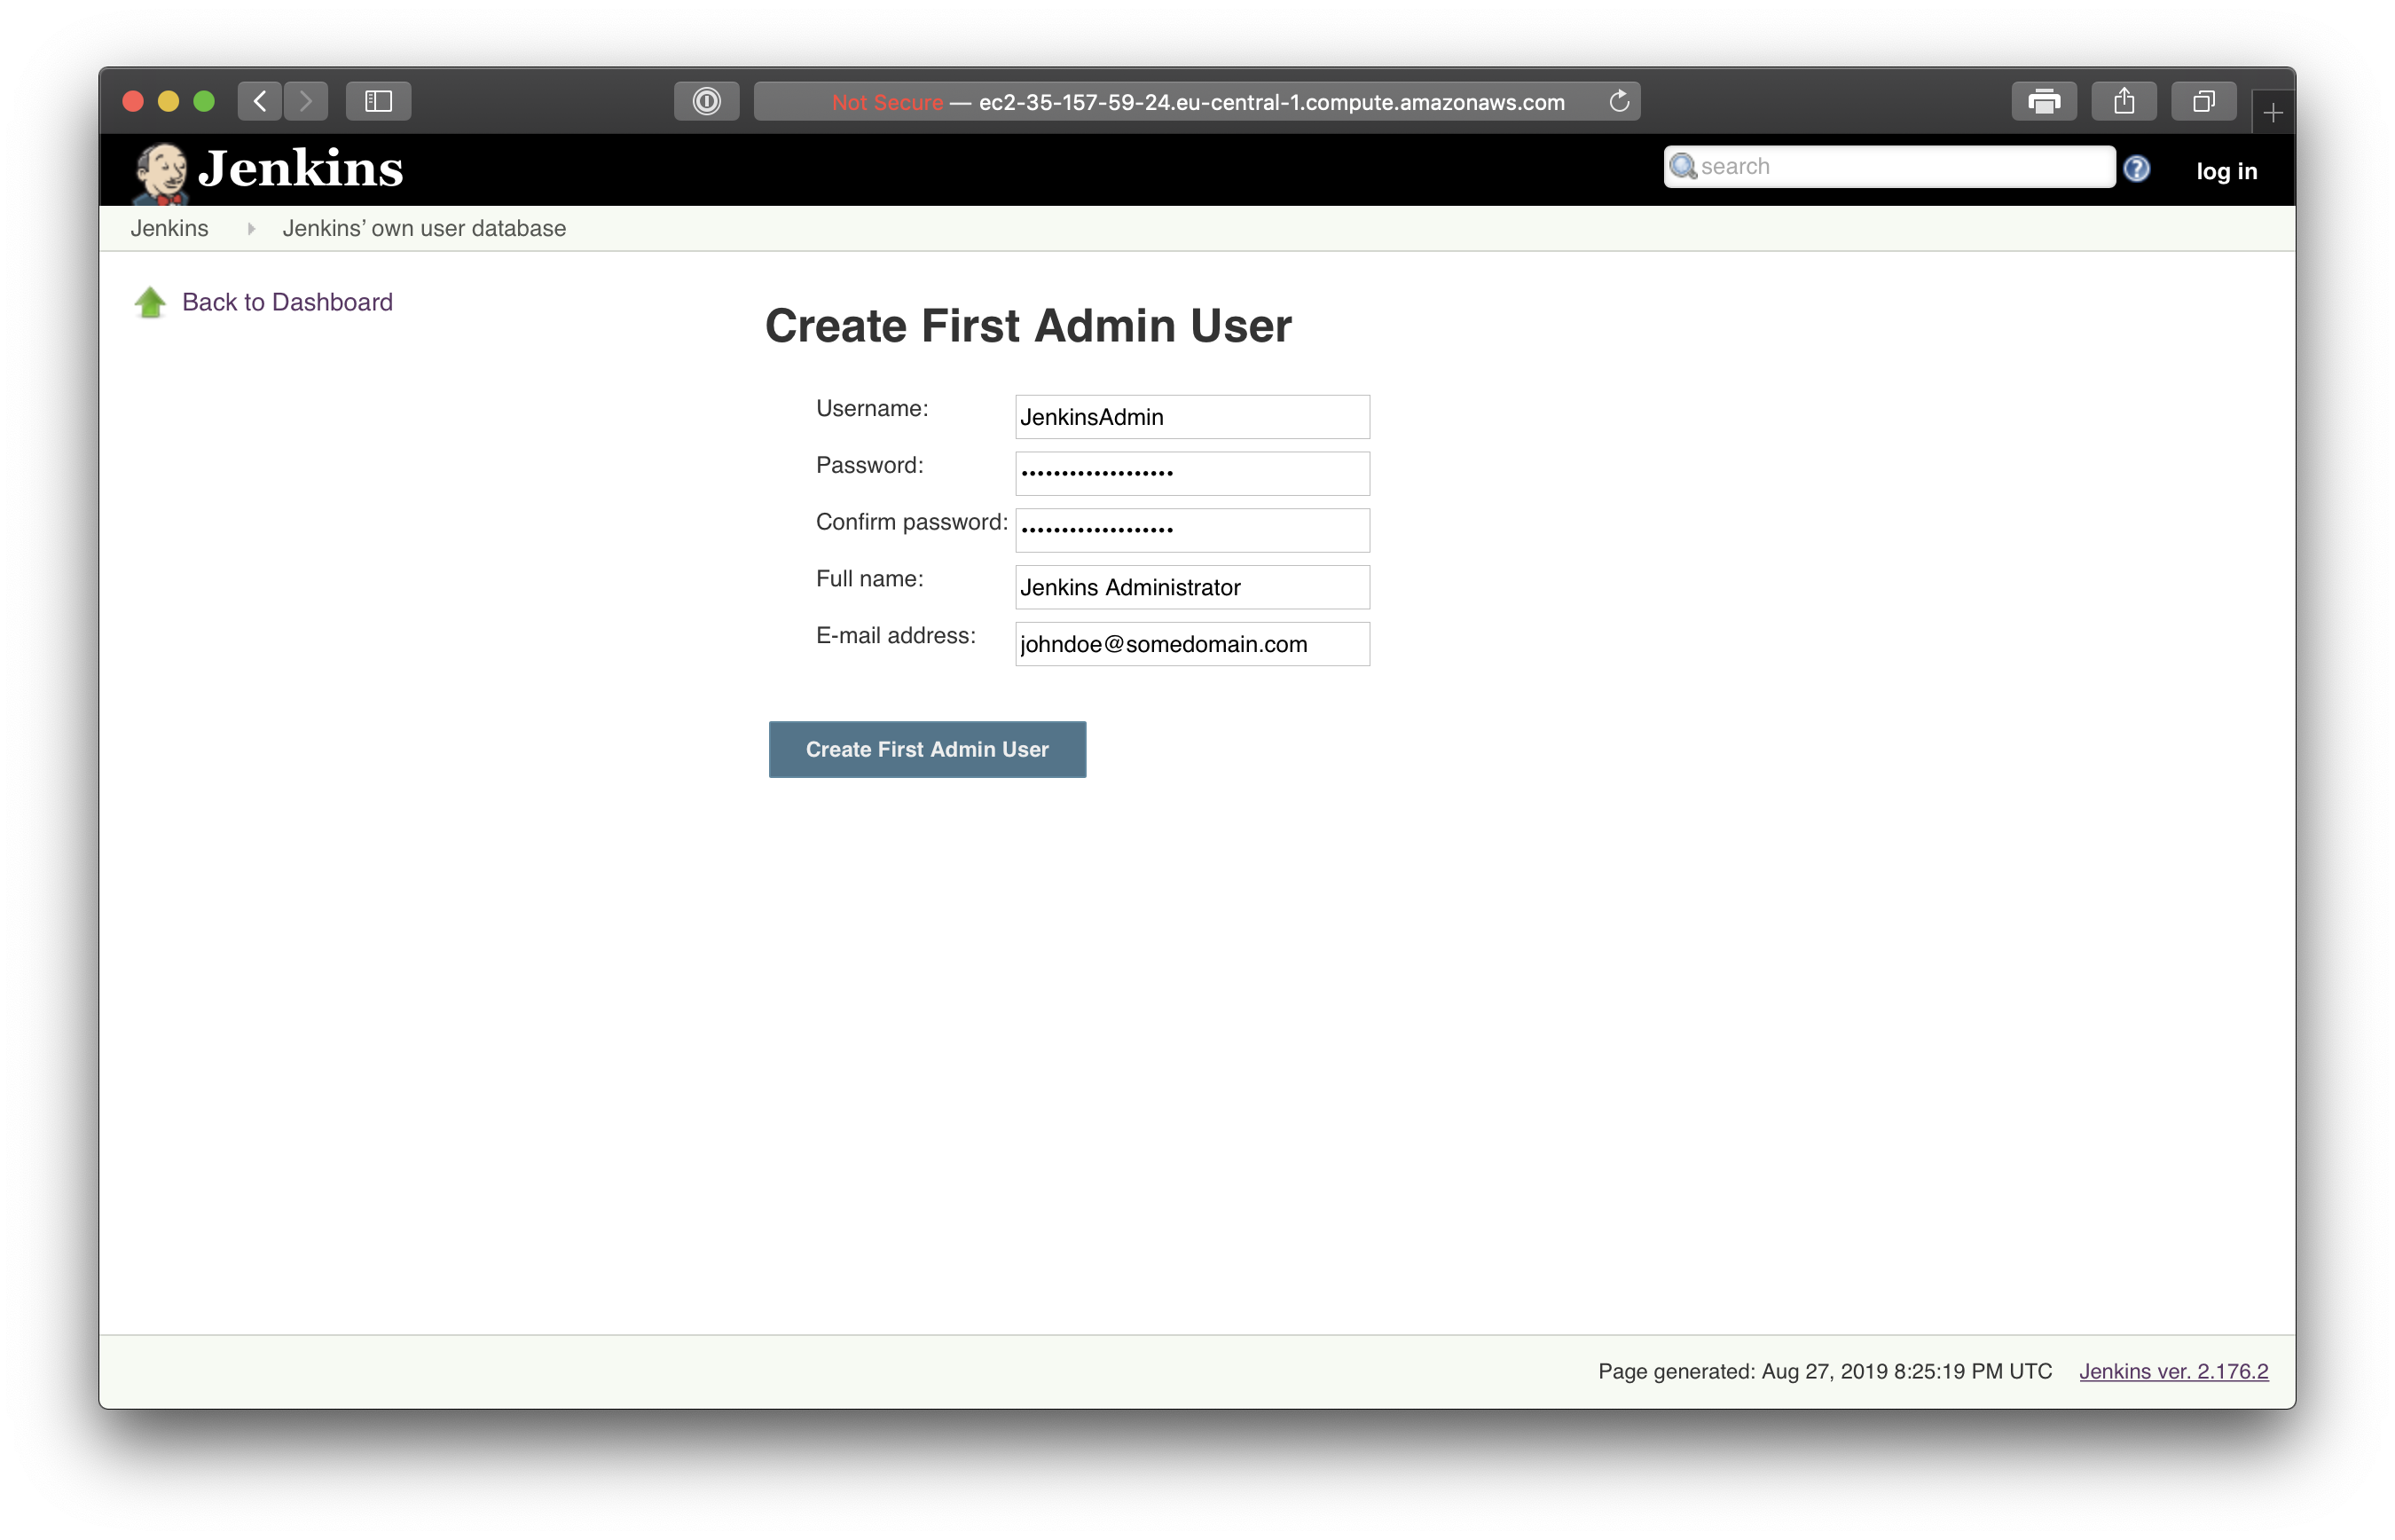 Not Secure — ec2-35-157-59-24.eu-central-1.compute.amazonaws.com
Jenkins
search
log in
Jenkins
Jenkins’ own user database
Back to Dashboard
Create First Admin User
Username: JenkinsAdmin
Password: •••••••••••••••••••
Confirm password: •••••••••••••••••••
Full name: Jenkins Administrator
E-mail address: johndoe@somedomain.com
Create First Admin User
Page generated: Aug 27, 2019 8:25:19 PM UTC Jenkins ver. 2.176.2